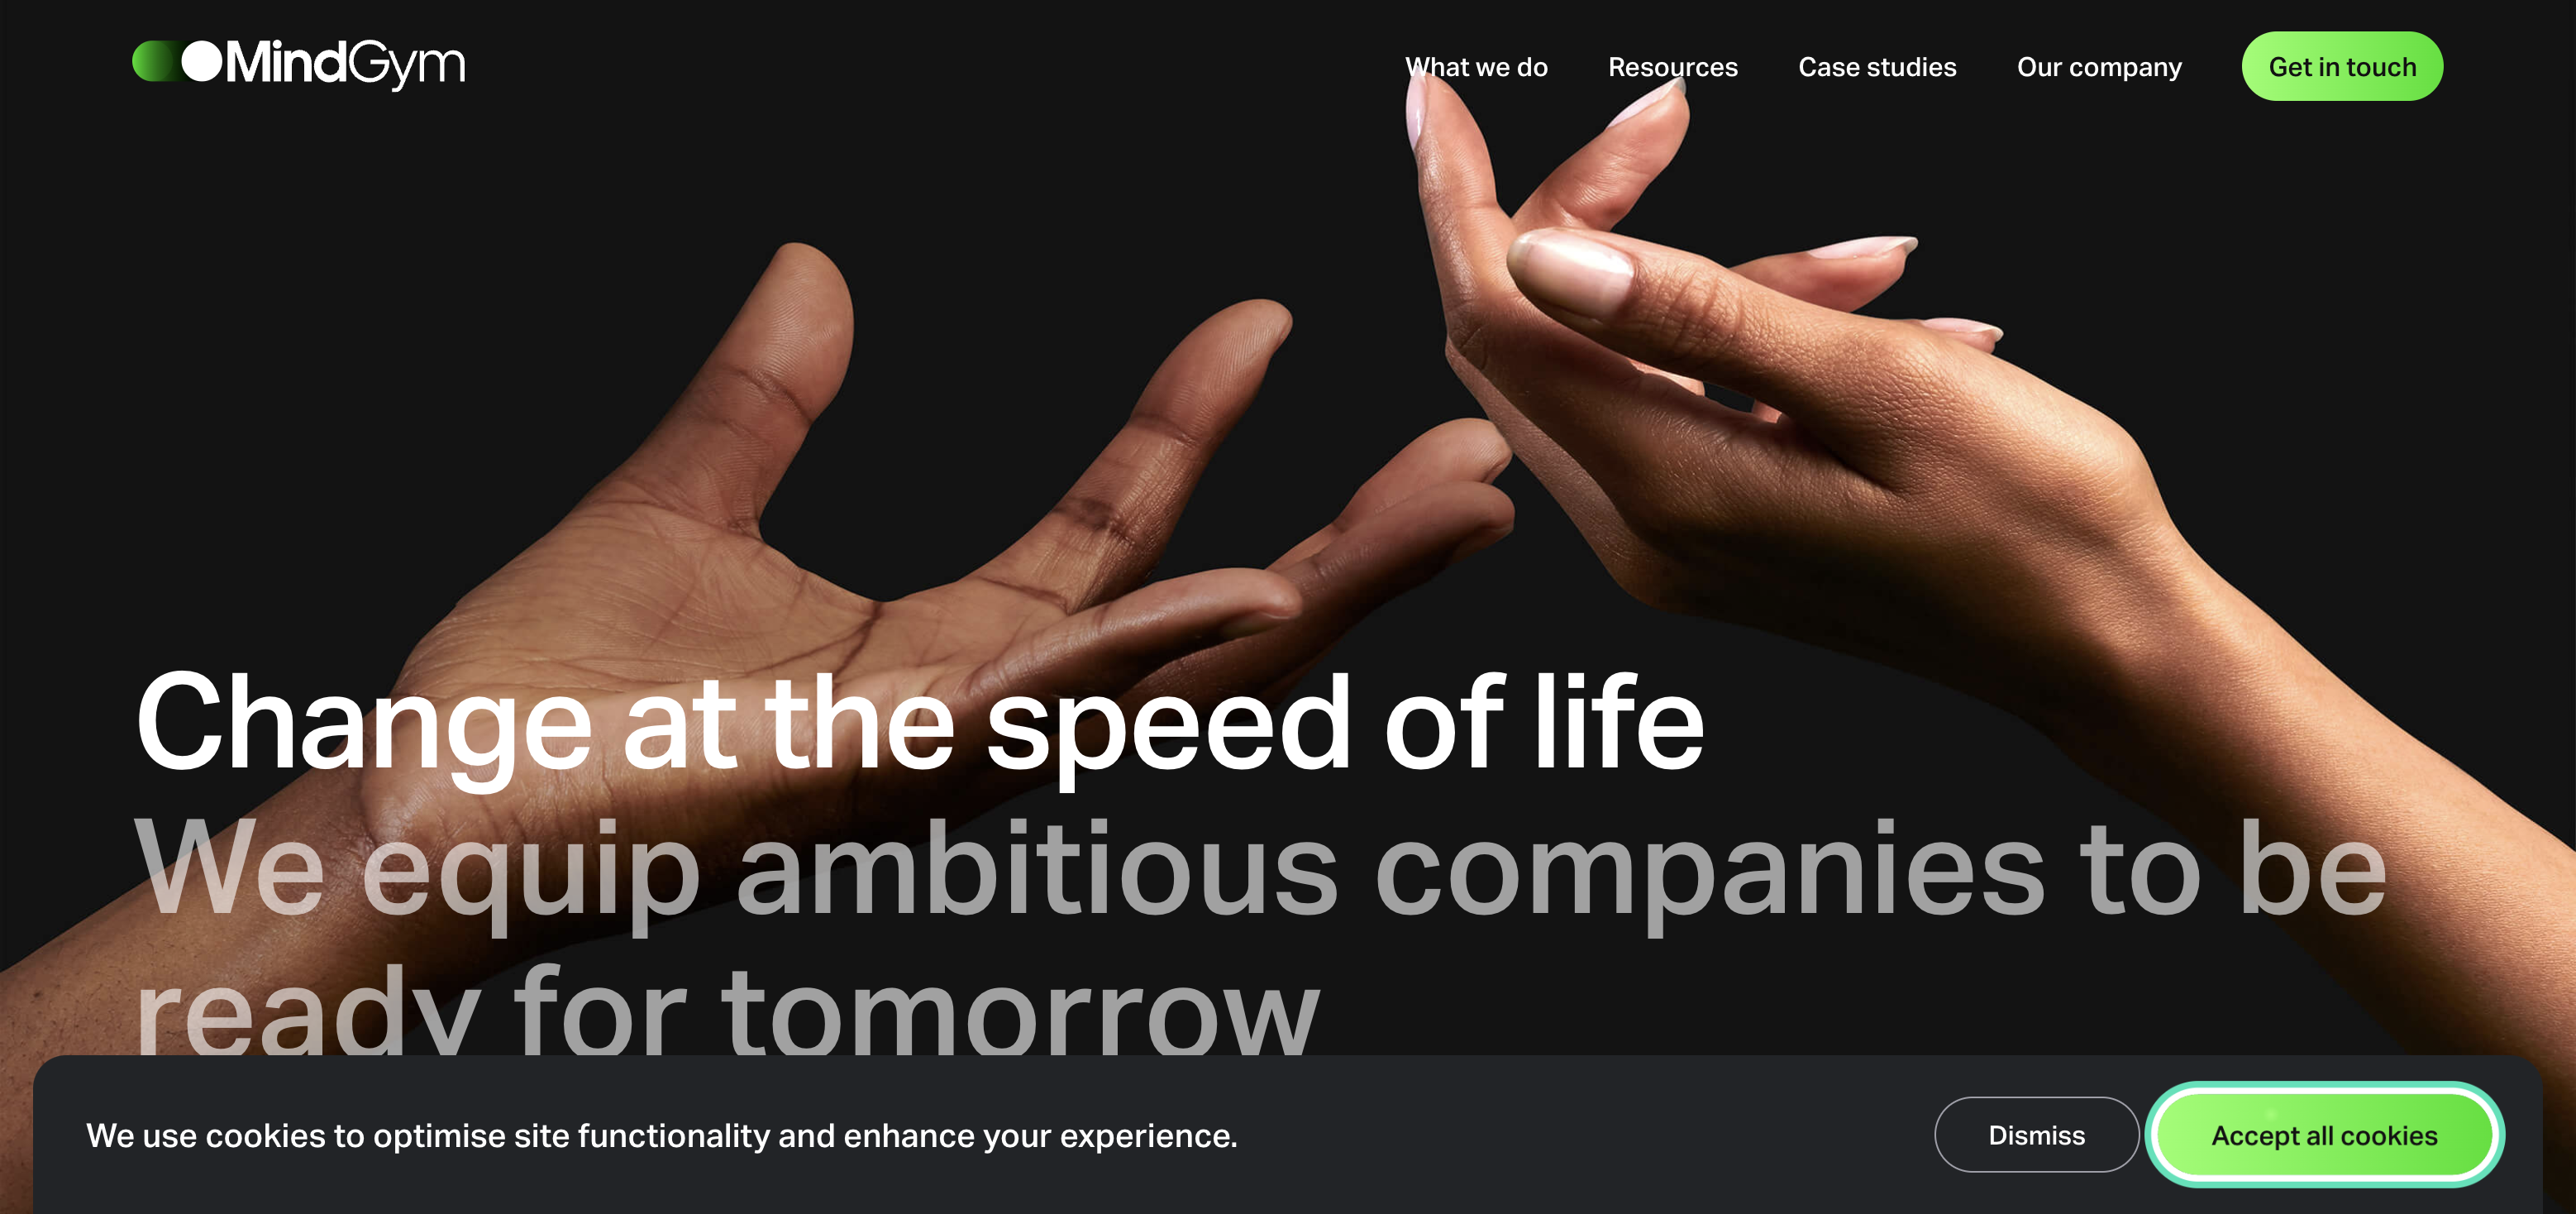 MindGym
What we do
Resources
Case studies
Our company
Get in touch
Change at the speed of life
We equip ambitious companies to be
ready for tomorrow
We use cookies to optimise site functionality and enhance your experience.
Dismiss
Accept all cookies